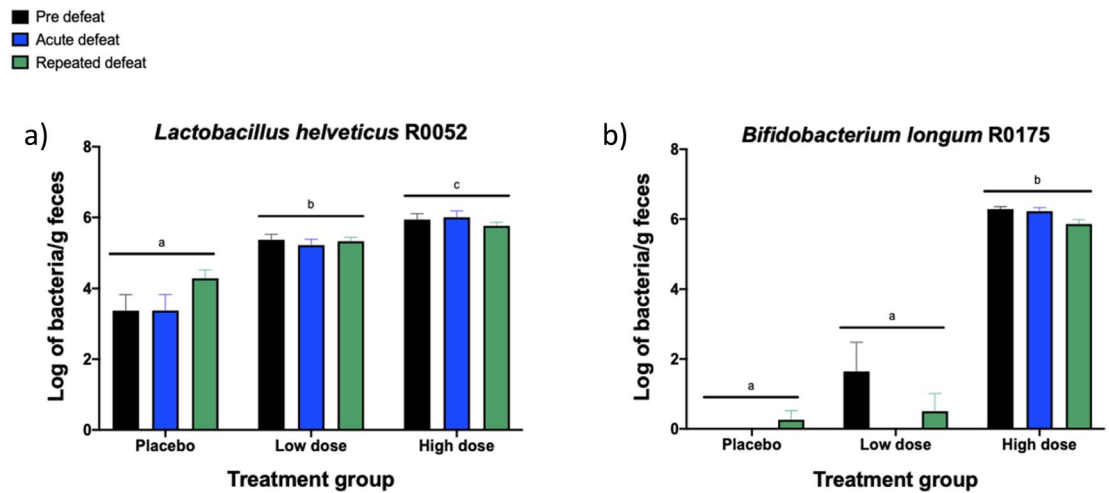 Pre defeat
Acute defeat
Repeated defeat
a)
Lactobacillus helveticus R0052
Log of bacteria/g feces
8
6
4
2
0
a
b
c
Placebo
Low dose
High dose
Treatment group
b)
Bifidobacterium longum R0175
Log of bacteria/g feces
8
6
4
2
0
a
a
b
Placebo
Low dose
High dose
Treatment group